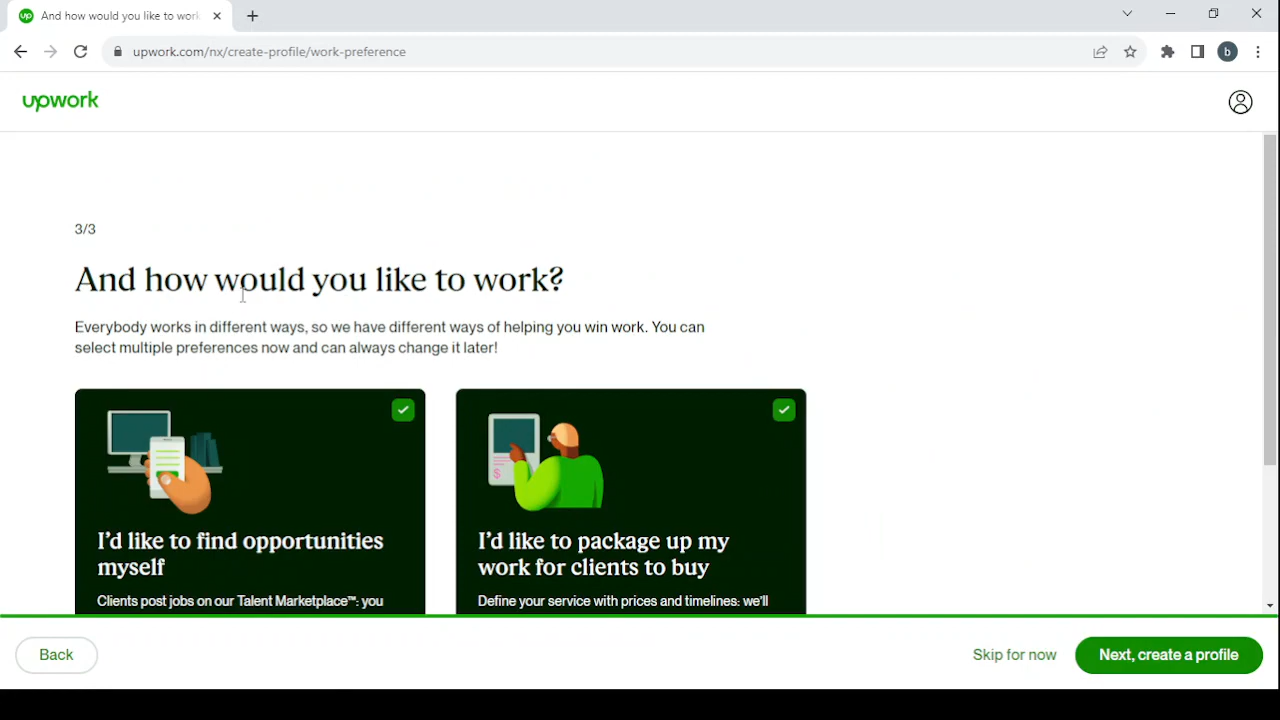 And how would you like to work
upwork.com/nx/create-profile/work-preference
b
upwork
3/3
And how would you like to work?
Everybody works in different ways, so we have different ways of helping you win work. You can
select multiple preferences now and can always change it later!
$
I'd like to find opportunities
myself
Clients post jobs on our Talent Marketplace™: you
I'd like to package up my
work for clients to buy
Define your service with prices and timelines: we'll
Back
Skip for now
Next, create a profile